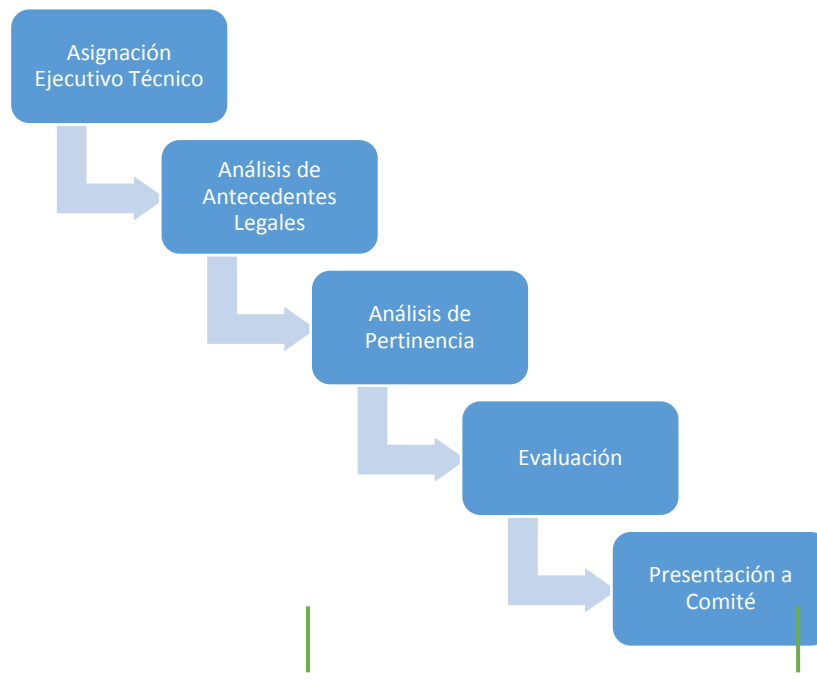 Asignación
Ejecutivo Técnico
Análisis de
Antecedentes
Legales
Análisis de
Pertinencia
Evaluación
Presentación a
Comité